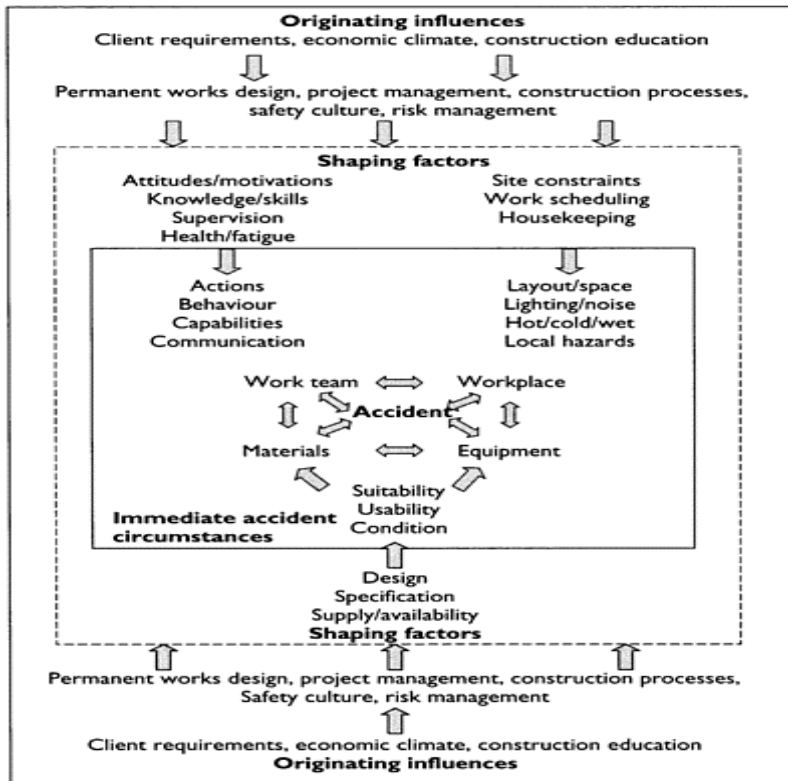 Originating influences
Client requirements, economic climate, construction education
Permanent works design, project management, construction processes,
safety culture, risk management
Shaping factors
Attitudes/motivations
Knowledge/skills
Supervision
Health/fatigue
Site constraints
Work scheduling
Housekeeping
Actions
Behaviour
Capabilities
Communication
Layout/space
Lighting/noise
Hot/cold/wet
Local hazards
Work team
Workplace
Accident
Materials
Equipment
Suitability
Usability
Condition
Immediate accident
circumstances
Design
Specification
Supply/availability
Shaping factors
Permanent works design, project management, construction processes,
Safety culture, risk management
Client requirements, economic climate, construction education
Originating influences